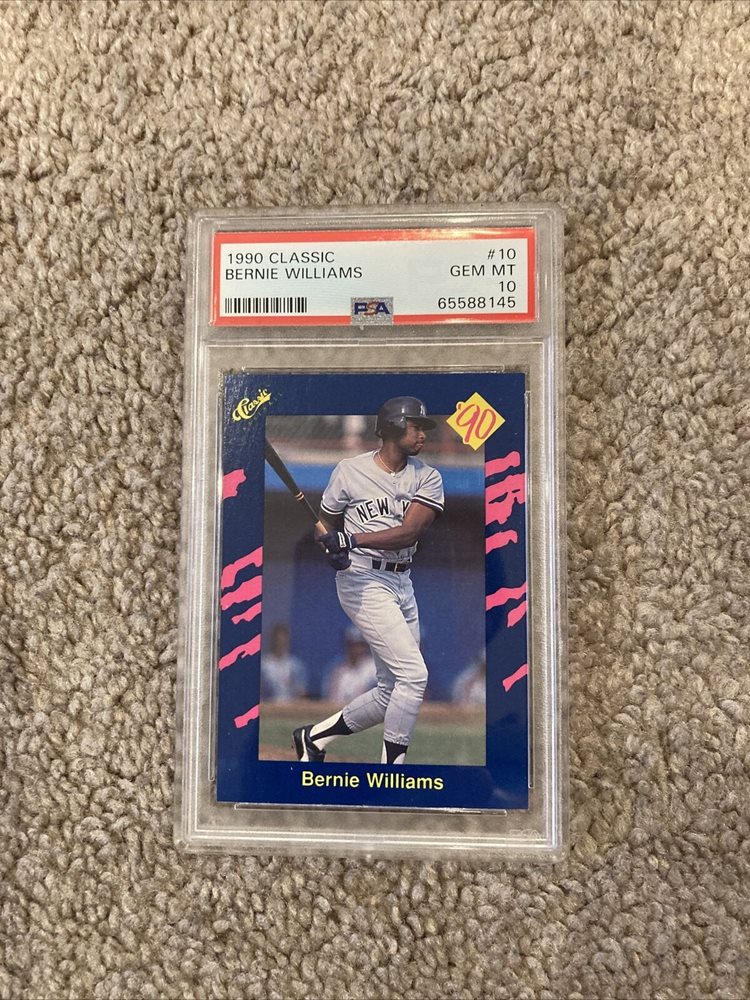 1990 CLASSIC #10
BERNIE WILLIAMS GEM MT
10
PSA 65588145
Classic
'90
NEW Y
Bernie Williams